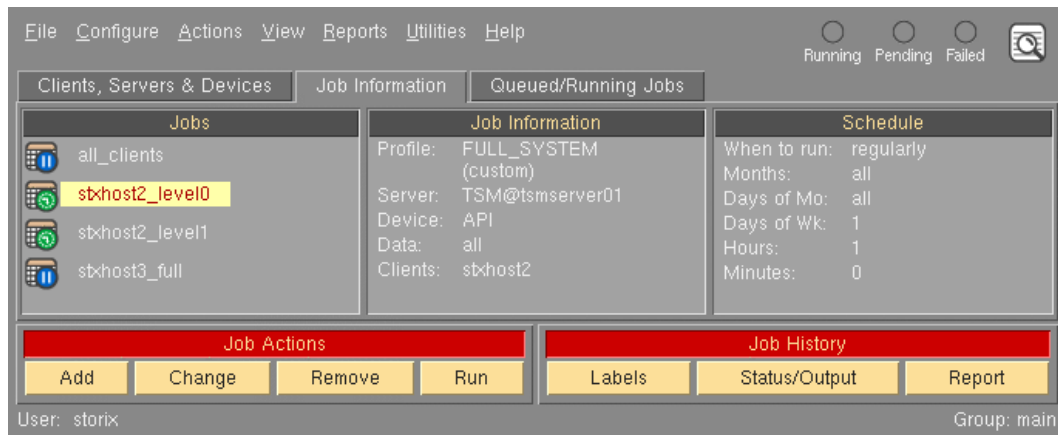 File Configure Actions View Reports Utilities Help
Running Pending Failed
Clients, Servers & Devices Job Information Queued/Running Jobs
Jobs
all_clients
stxhost2_level0
stxhost2_level1
stxhost3_full
Job Information
Profile: FULL_SYSTEM
(custom)
Server: TSM@tsmserver01
Device: API
Data: all
Clients: stxhost2
Schedule
When to run: regularly
Months: all
Days of Mo: all
Days of Wk: 1
Hours: 1
Minutes: 0
Job Actions
Add Change Remove Run
Job History
Labels Status/Output Report
User: storix Group: main